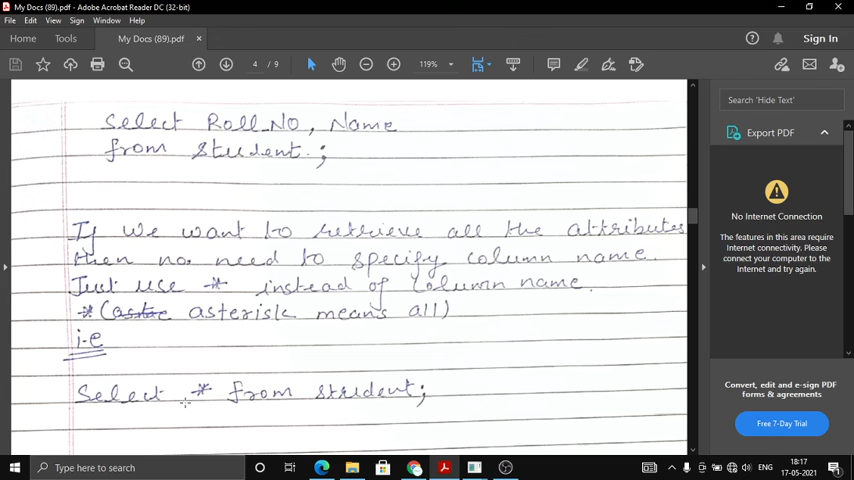 My Docs (89).pdf - Adobe Acrobat Reader DC (32-bit)
File Edit View Sign Window Help
Home Tools My Docs (89).pdf × Sign In
4 / 9 119%
Select Roll_No, Name
from Student. ;
If we want to retrieve all the attributes
then no need to specify column name.
Just use * instead of column name.
* (aste asterisk means all)
i.e
Select * from student;
Search 'Hide Text'
Export PDF
No Internet Connection
The features in this area require
Internet connectivity. Please
connect your computer to the
Internet and try again.
Convert, edit and e-sign PDF
forms & agreements
Free 7-Day Trial
Type here to search
ENG
18:17
17-05-2021